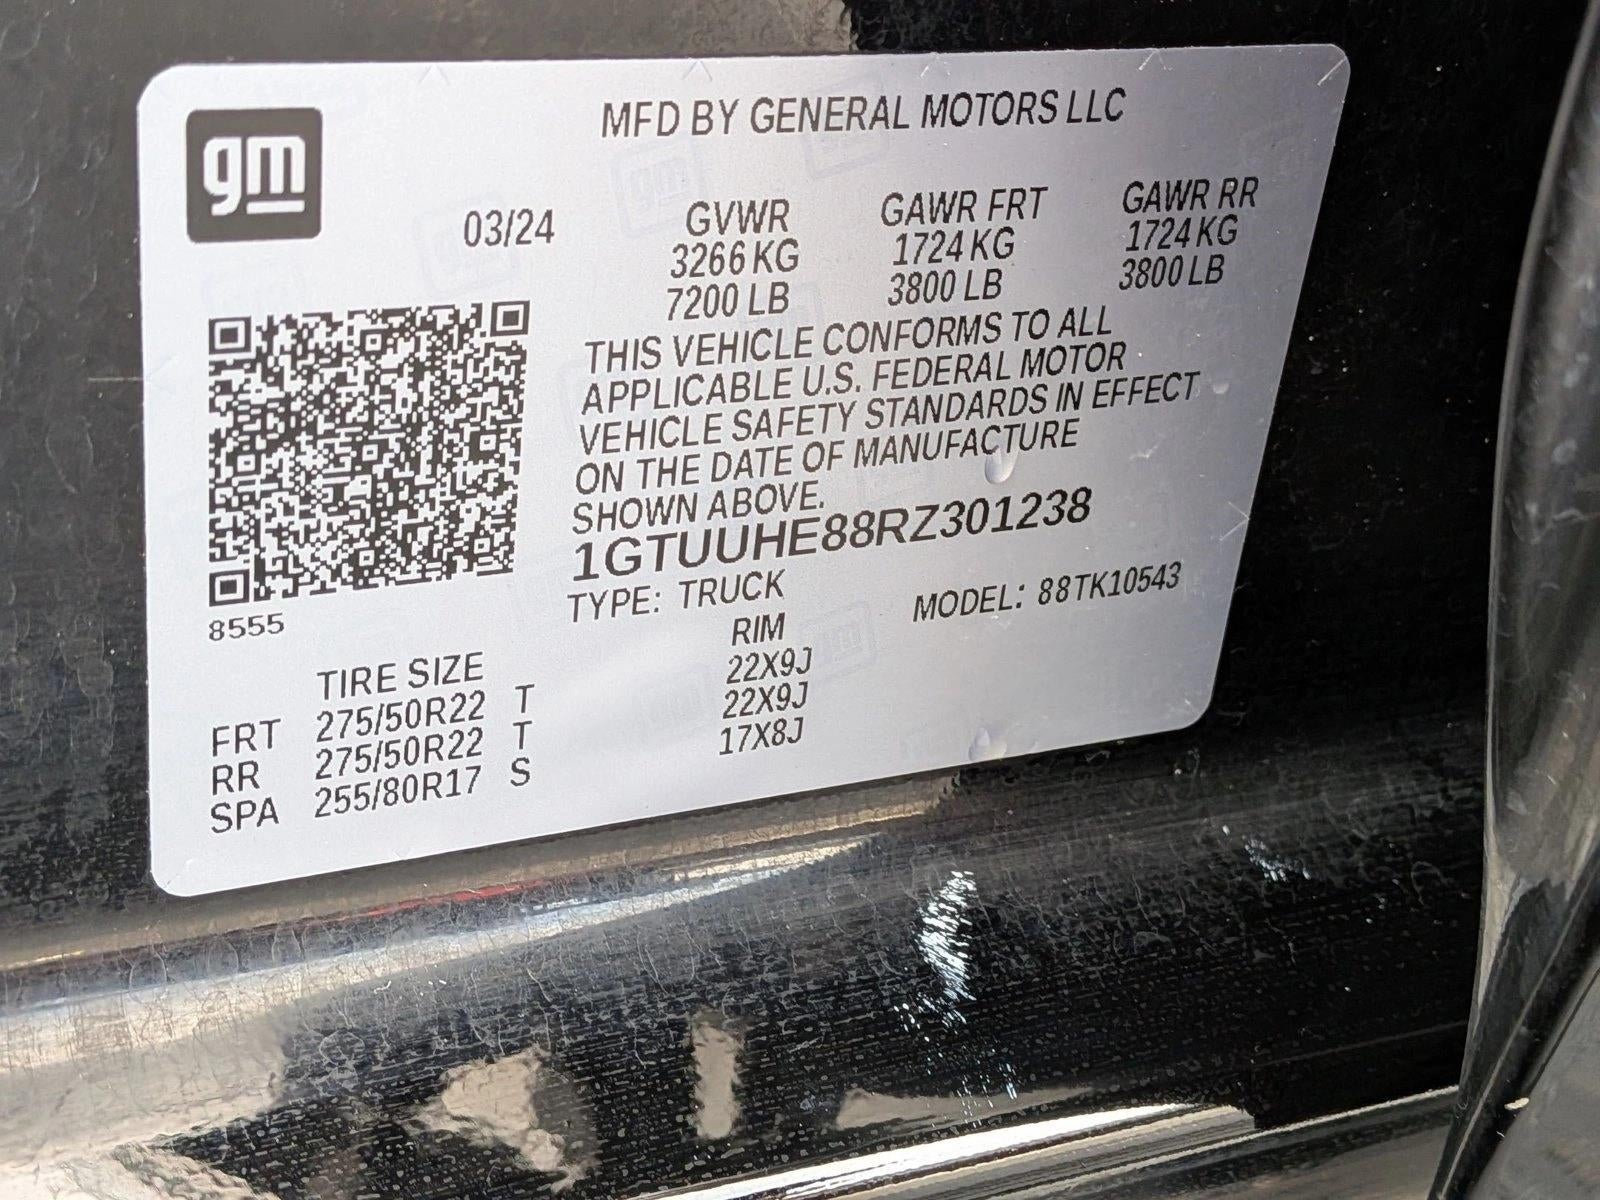 gm
MFD BY GENERAL MOTORS LLC
03/24 GVWR GAWR FRT GAWR RR
3266 KG 1724 KG 1724 KG
7200 LB 3800 LB 3800 LB
THIS VEHICLE CONFORMS TO ALL
APPLICABLE U.S. FEDERAL MOTOR
VEHICLE SAFETY STANDARDS IN EFFECT
ON THE DATE OF MANUFACTURE
SHOWN ABOVE.
1GTUUHE88RZ301238
TYPE: TRUCK MODEL: 88TK10543
8555
TIRE SIZE RIM
FRT 275/50R22 T 22X9J
RR 275/50R22 T 22X9J
SPA 255/80R17 S 17X8J